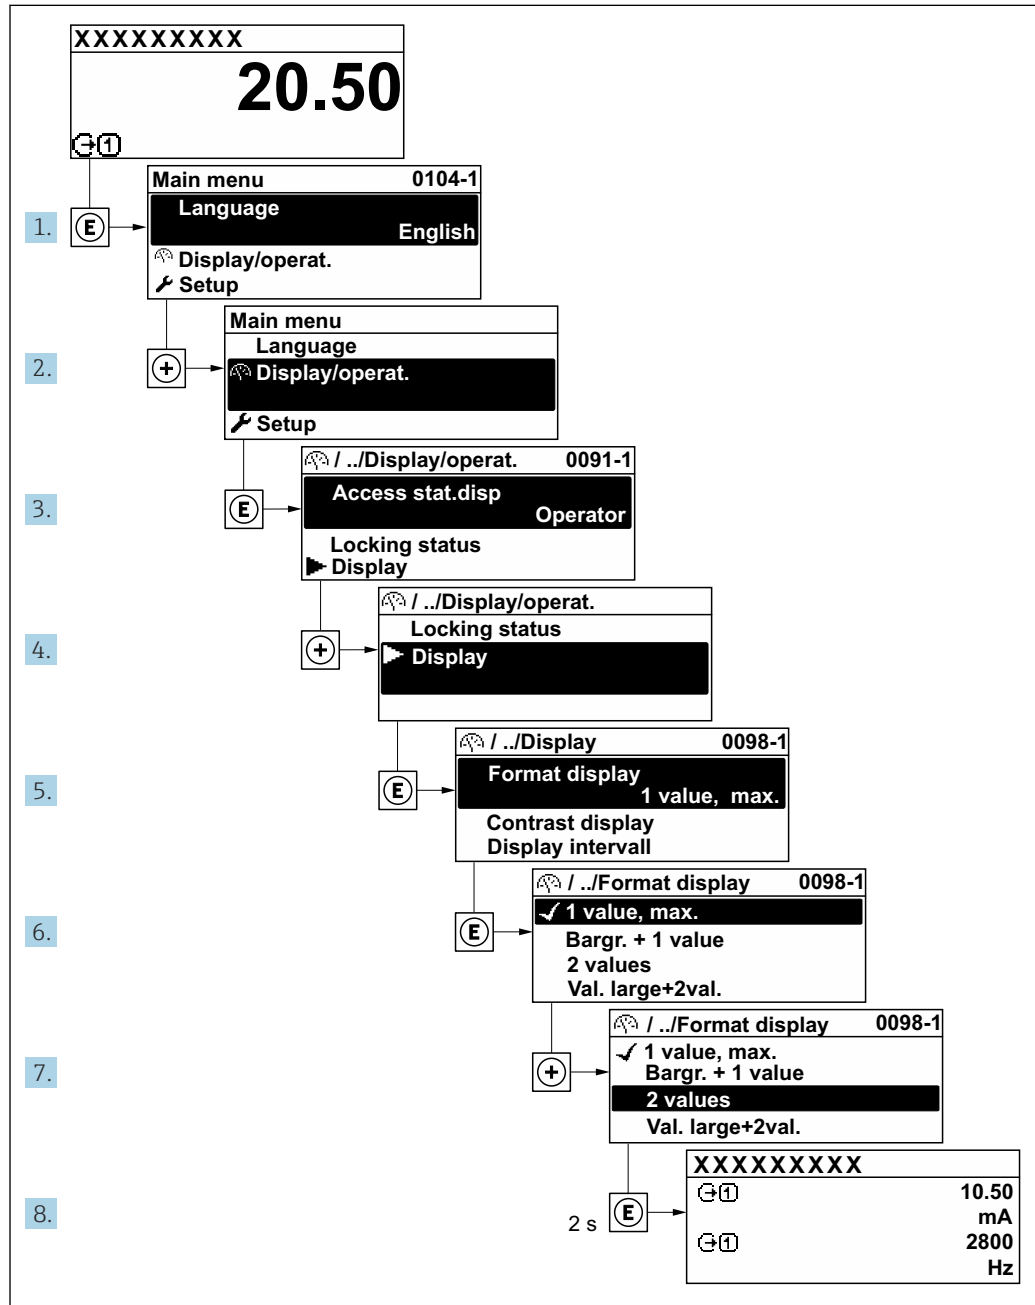 XXXXXXXXX
20.50
1
Main menu 0104-1
1. E Language
English
Display/operat.
Setup
Main menu
Language
2. + Display/operat.
Setup
/ ../Display/operat. 0091-1
3. E Access stat.disp
Operator
Locking status
Display
/ ../Display/operat.
Locking status
4. + Display
/ ../Display 0098-1
5. E Format display
1 value, max.
Contrast display
Display intervall
/ ../Format display 0098-1
6. E 1 value, max.
Bargr. + 1 value
2 values
Val. large+2val.
/ ../Format display 0098-1
7. + 1 value, max.
Bargr. + 1 value
2 values
Val. large+2val.
XXXXXXXXX
1 10.50
8. 2 s E mA
1 2800
Hz